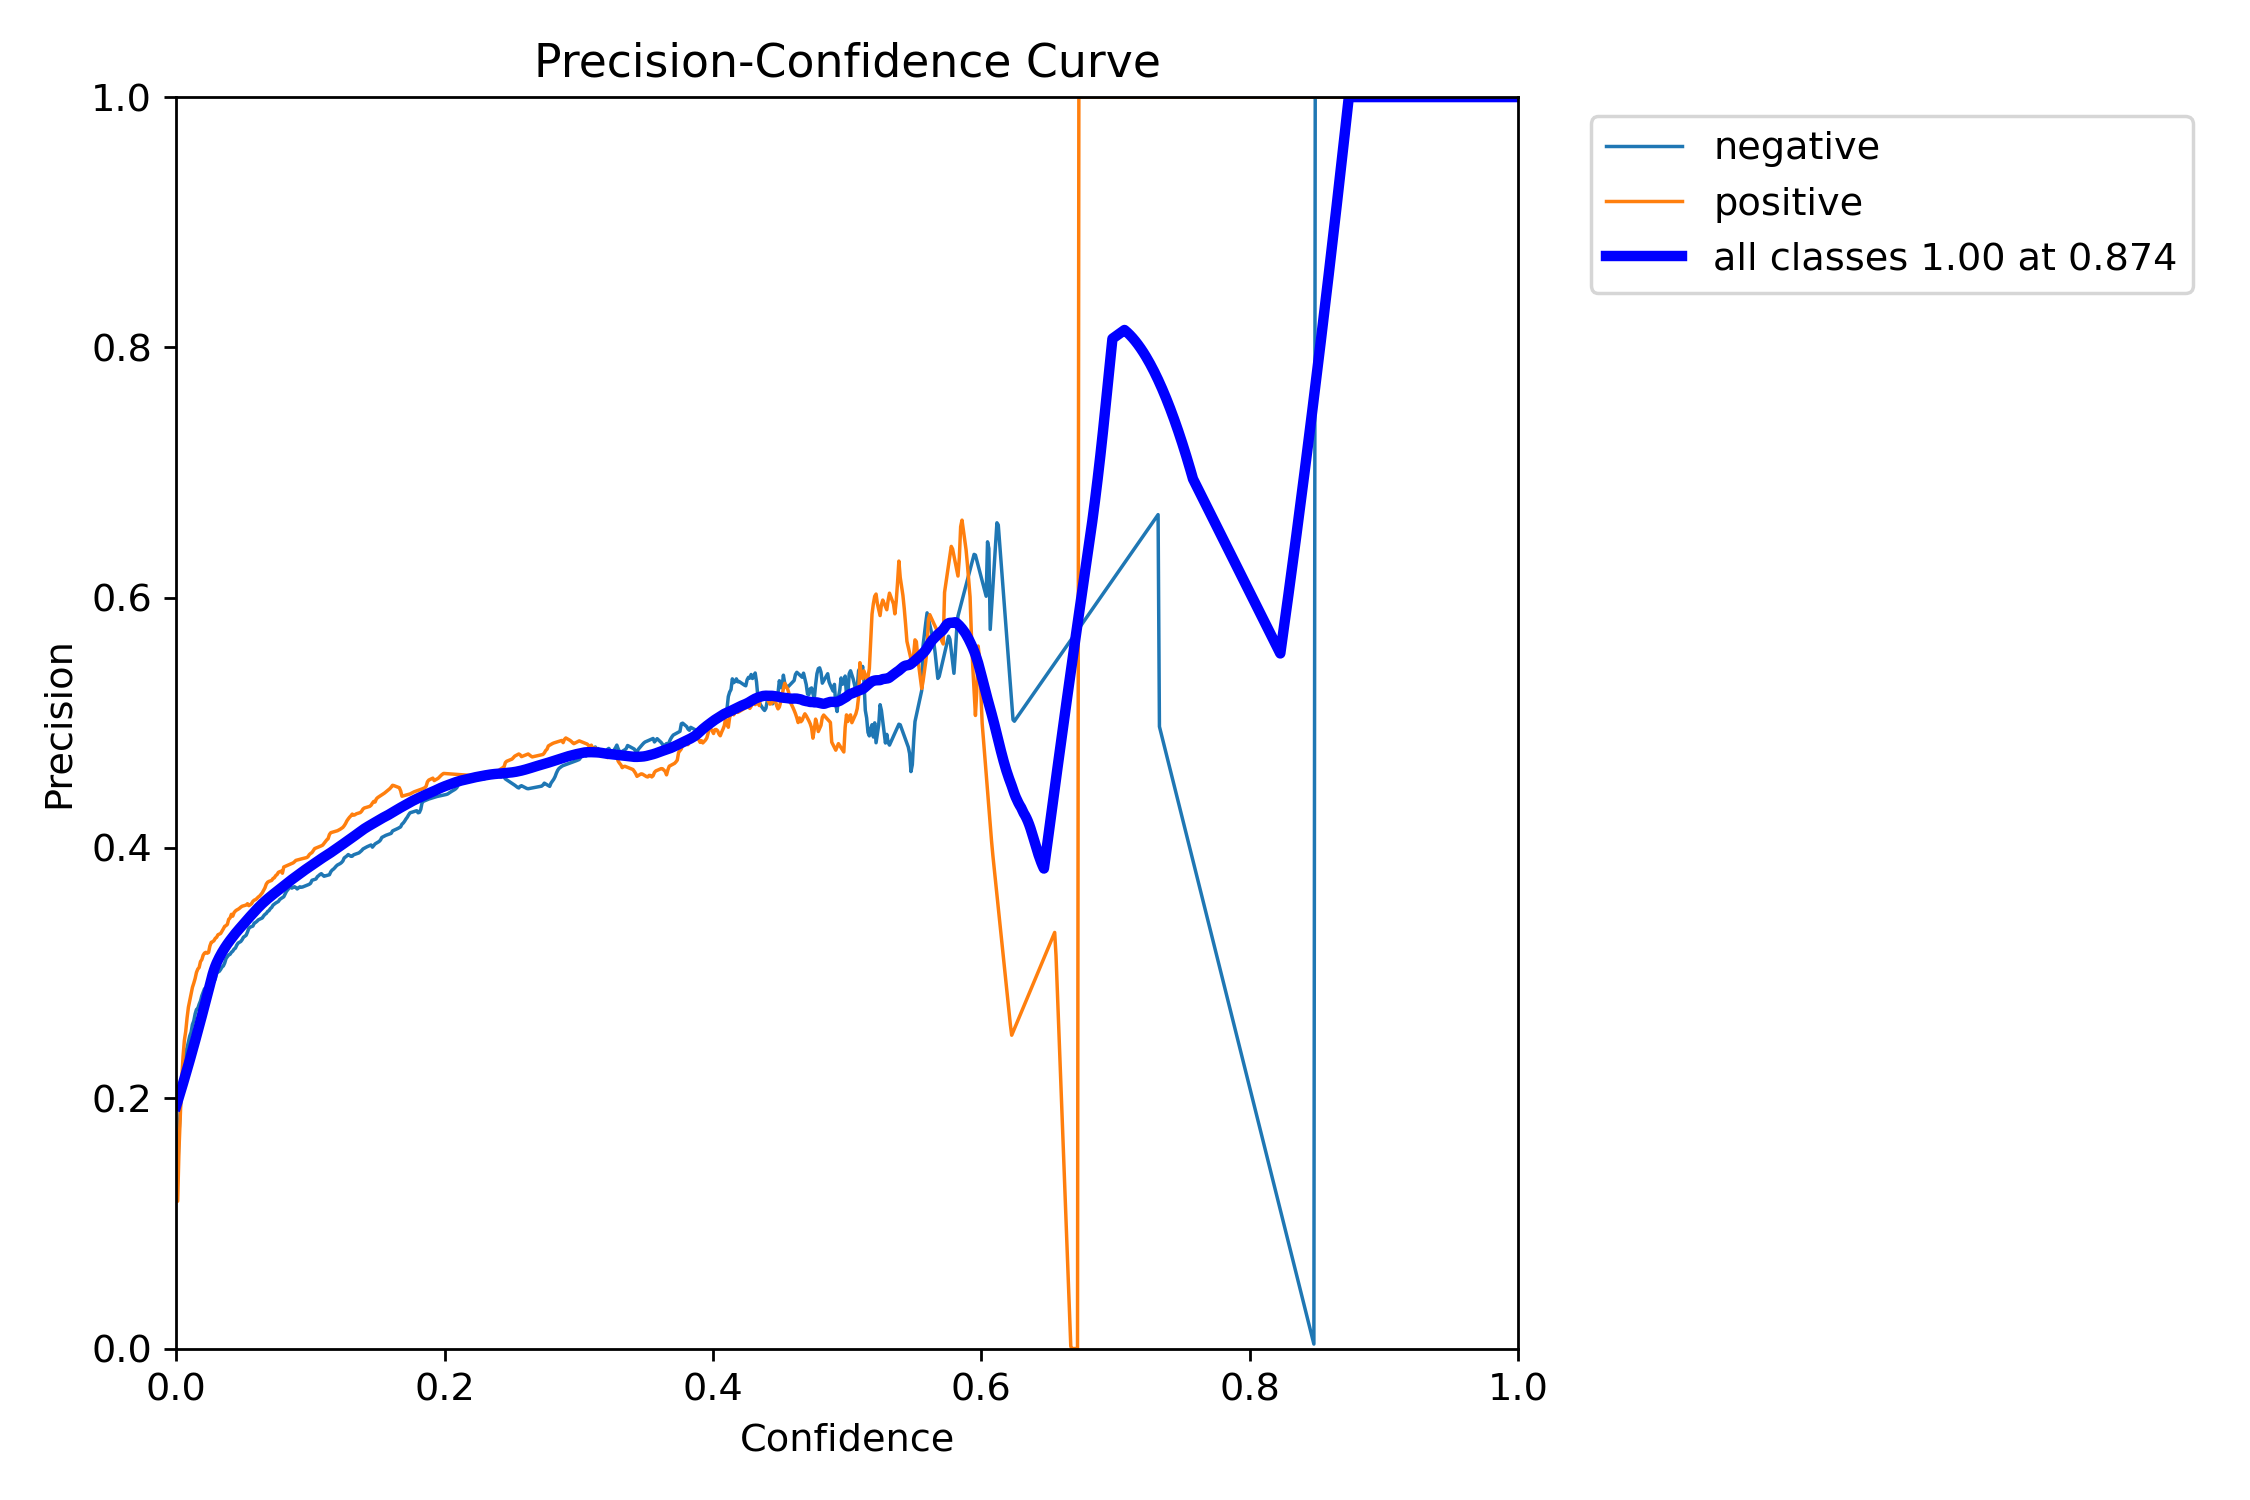 Precision-Confidence Curve
1.0
0.8
0.6
0.4
0.2
0.0
Precision
0.0 0.2 0.4 0.6 0.8 1.0
Confidence
negative
positive
all classes 1.00 at 0.874